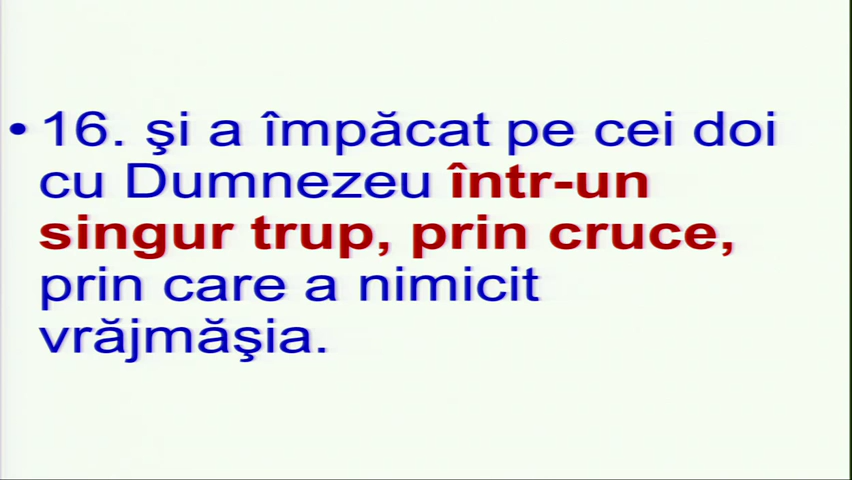 • 16. şi a împăcat pe cei doi
cu Dumnezeu într-un
singur trup, prin cruce,
prin care a nimicit
vrăjmăşia.